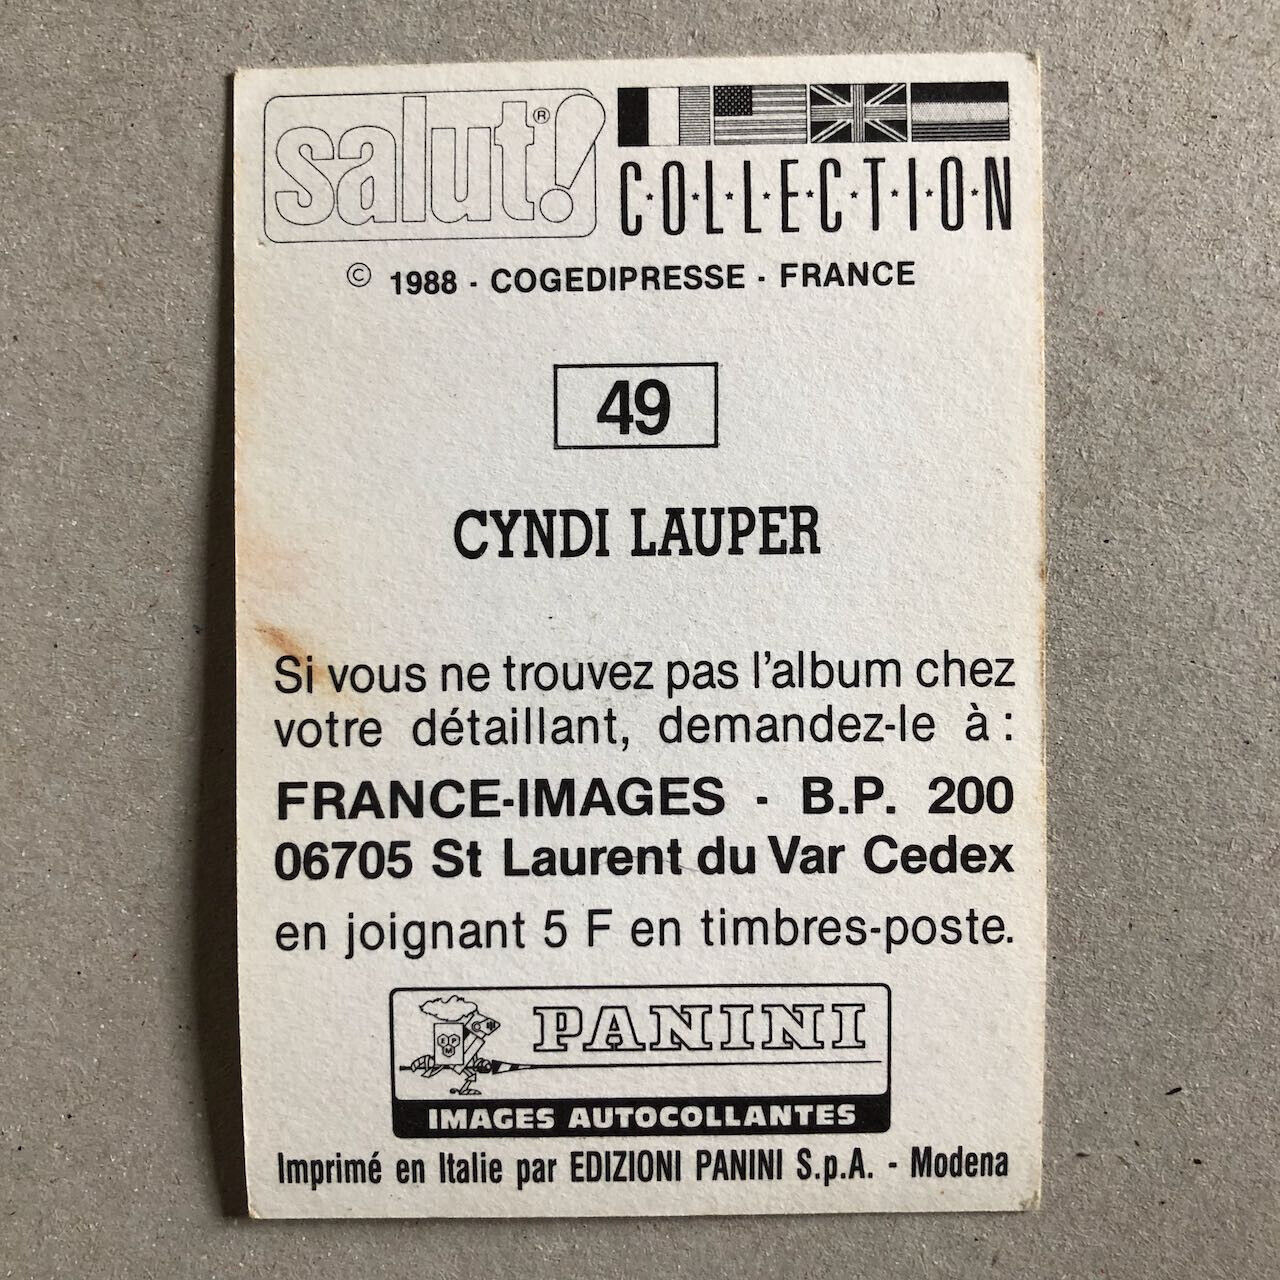 salut!®
C·O·L·L·E·C·T·I·O·N
© 1988 - COGEDIPRESSE - FRANCE
49
CYNDI LAUPER
Si vous ne trouvez pas l'album chez
votre détaillant, demandez-le à :
FRANCE-IMAGES - B.P. 200
06705 St Laurent du Var Cedex
en joignant 5 F en timbres-poste.
EPM
PANINI
IMAGES AUTOCOLLANTES
Imprimé en Italie par EDIZIONI PANINI S.p.A. - Modena